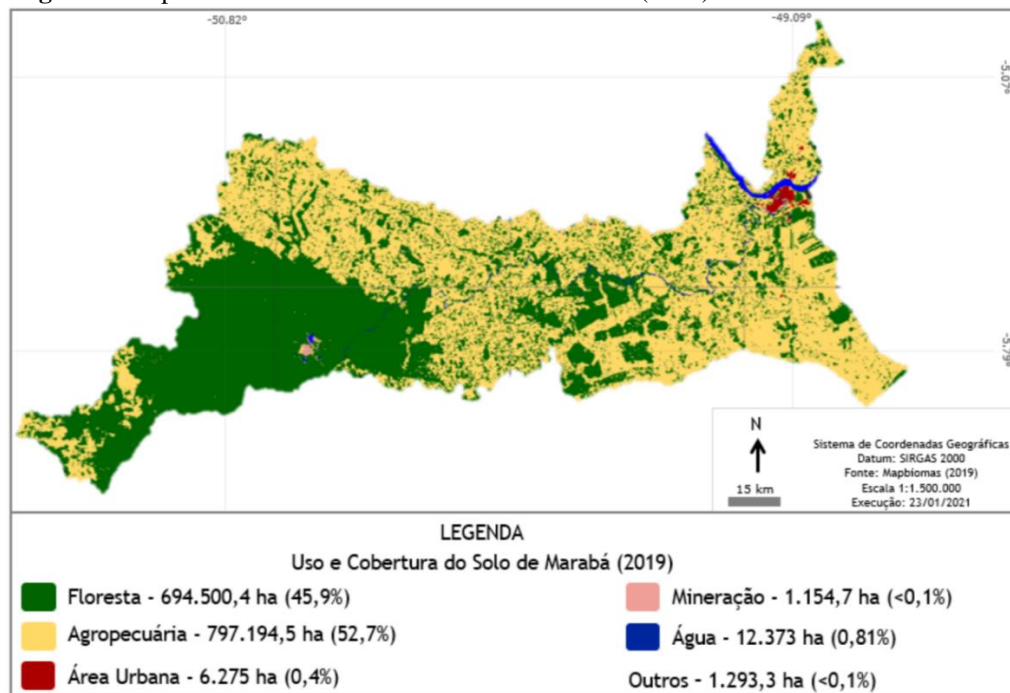 -50.82°
-49.09°
-5.07°
-5.79°
N
15 km
Sistema de Coordenadas Geográficas
Datum: SIRGAS 2000
Fonte: Mapbiomas (2019)
Escala 1:1.500.000
Execução: 23/01/2021
LEGENDA
Uso e Cobertura do Solo de Marabá (2019)
Floresta - 694.500,4 ha (45,9%)
Agropecuária - 797.194,5 ha (52,7%)
Área Urbana - 6.275 ha (0,4%)
Mineração - 1.154,7 ha (<0,1%)
Água - 12.373 ha (0,81%)
Outros - 1.293,3 ha (<0,1%)